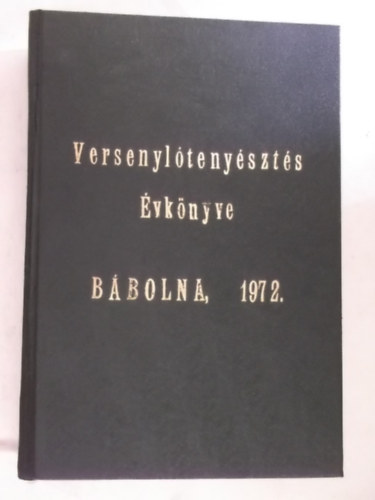 Versenylótenyésztés
Évkönyve
BÁBOLNA, 1972.